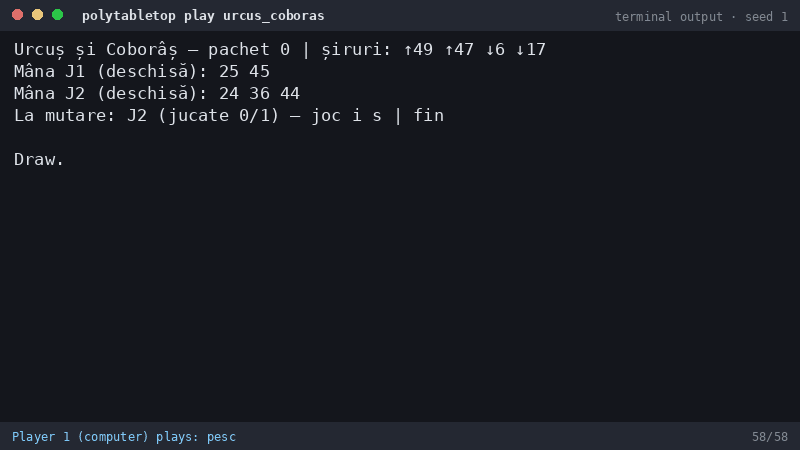 polytabletop play urcus_coboras
terminal output · seed 1
Urcuș și Coborâș — pachet 0 | șiruri: ↑49 ↑47 ↓6 ↓17
Mâna J1 (deschisă): 25 45
Mâna J2 (deschisă): 24 36 44
La mutare: J2 (jucate 0/1) — joc i s | fin
Draw.
Player 1 (computer) plays: pesc
58/58